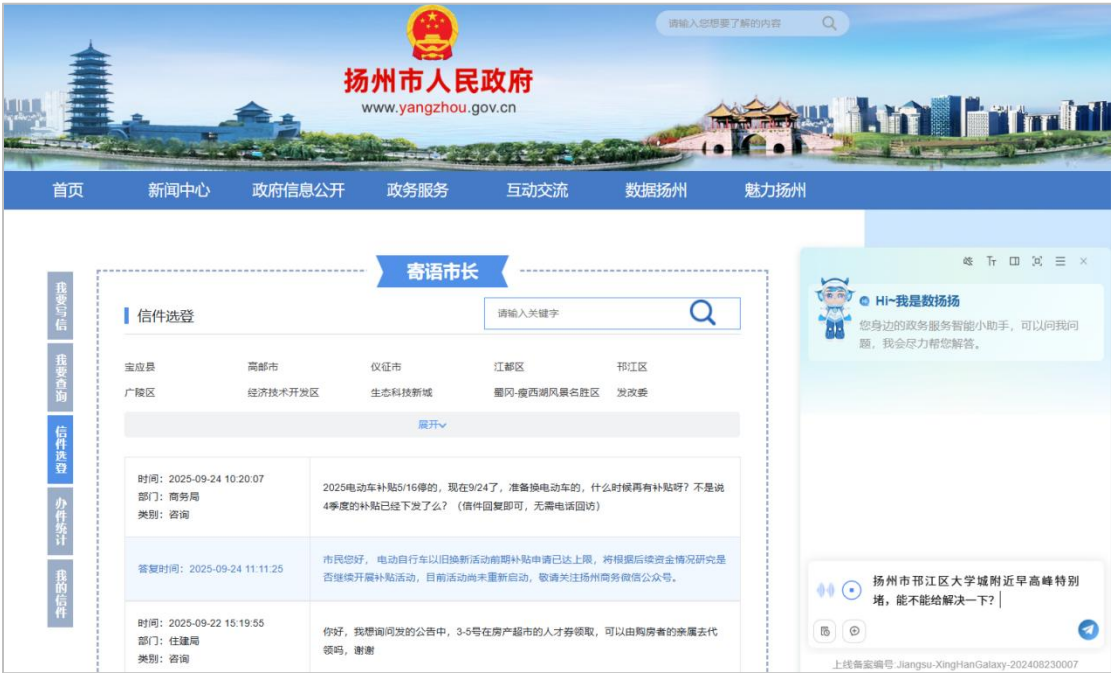 请输入您想要了解的内容
扬州市人民政府
www.yangzhou.gov.cn
首页 新闻中心 政府信息公开 政务服务 互动交流 数据扬州 魅力扬州
我要写信
我要查询
信件选登
办件统计
我的信件
寄语市长
信件选登
请输入关键字
宝应县 高邮市 仪征市 江都区 邗江区
广陵区 经济技术开发区 生态科技新城 蜀冈-瘦西湖风景名胜区 发改委
展开
时间：2025-09-24 10:20:07
部门：商务局
类别：咨询
2025电动车补贴5/16停的，现在9/24了，准备换电动车的，什么时候再有补贴呀？不是说
4季度的补贴已经下发了么？（信件回复即可，无需电话回访）
答复时间：2025-09-24 11:11:25
市民您好， 电动自行车以旧换新活动前期补贴申请已达上限，将根据后续资金情况研究是
否继续开展补贴活动，目前活动尚未重新启动，敬请关注扬州商务微信公众号。
时间：2025-09-22 15:19:55
部门：住建局
类别：咨询
你好，我想询问发的公告中，3-5号在房产超市的人才券领取，可以由购房者的亲属去代
领吗，谢谢
Hi~我是数扬扬
您身边的政务服务智能小助手，可以问我问
题，我会尽力帮您解答。
扬州市邗江区大学城附近早高峰特别
堵，能不能给解决一下？
上线备案编号:Jiangsu-XingHanGalaxy-202408230007